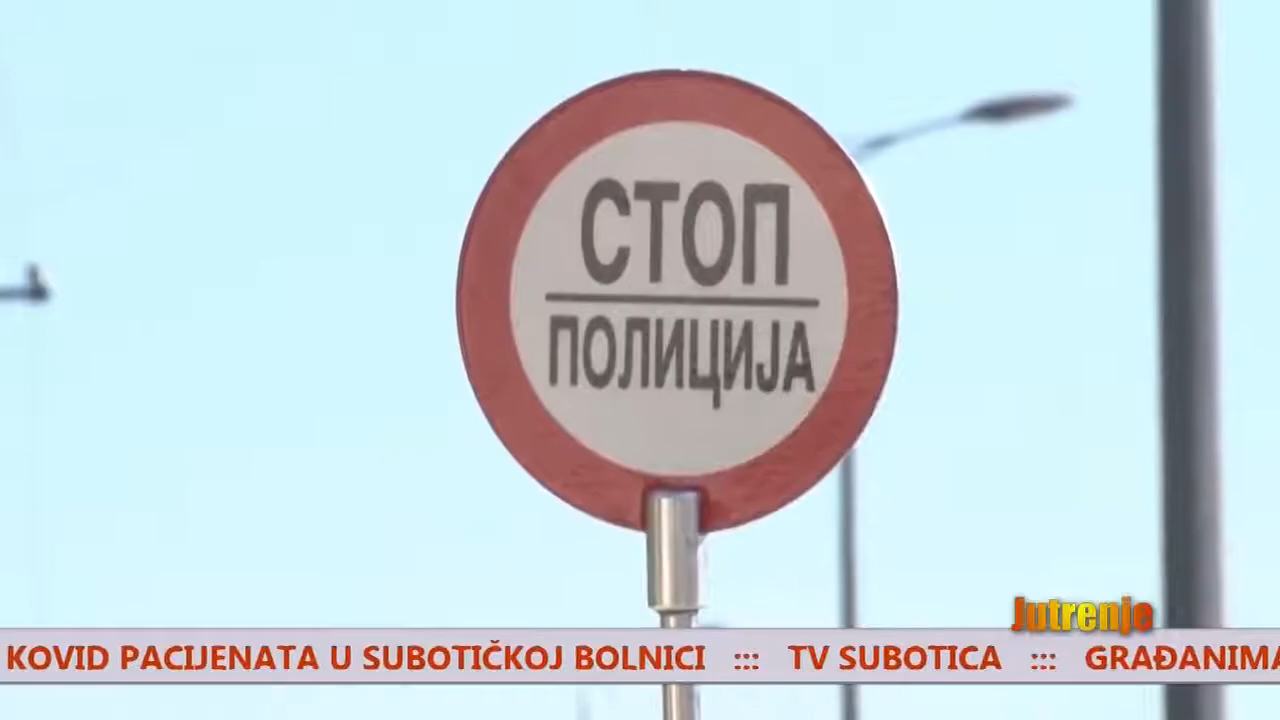 СТОП
ПОЛИЦИЈА
Jutrenje
KOVID PACIJENATA U SUBOTIČKOJ BOLNICI ::: TV SUBOTICA ::: GRAĐANIMA